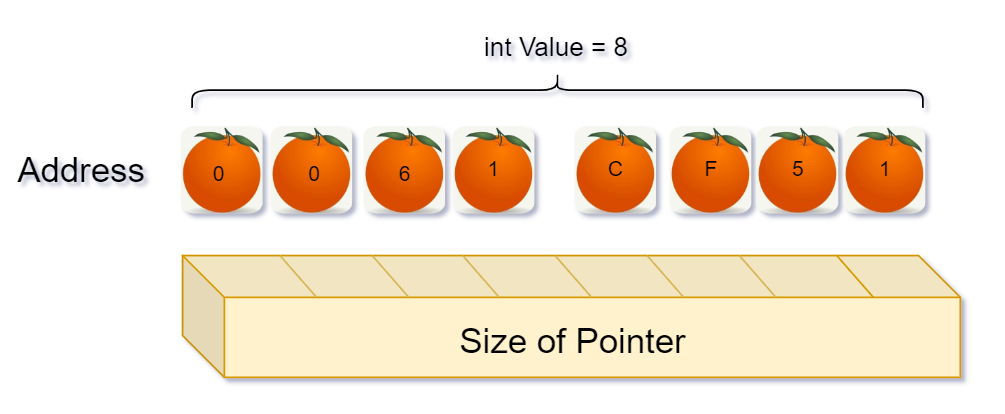 int Value = 8
Address 0 0 6 1 C F 5 1
Size of Pointer